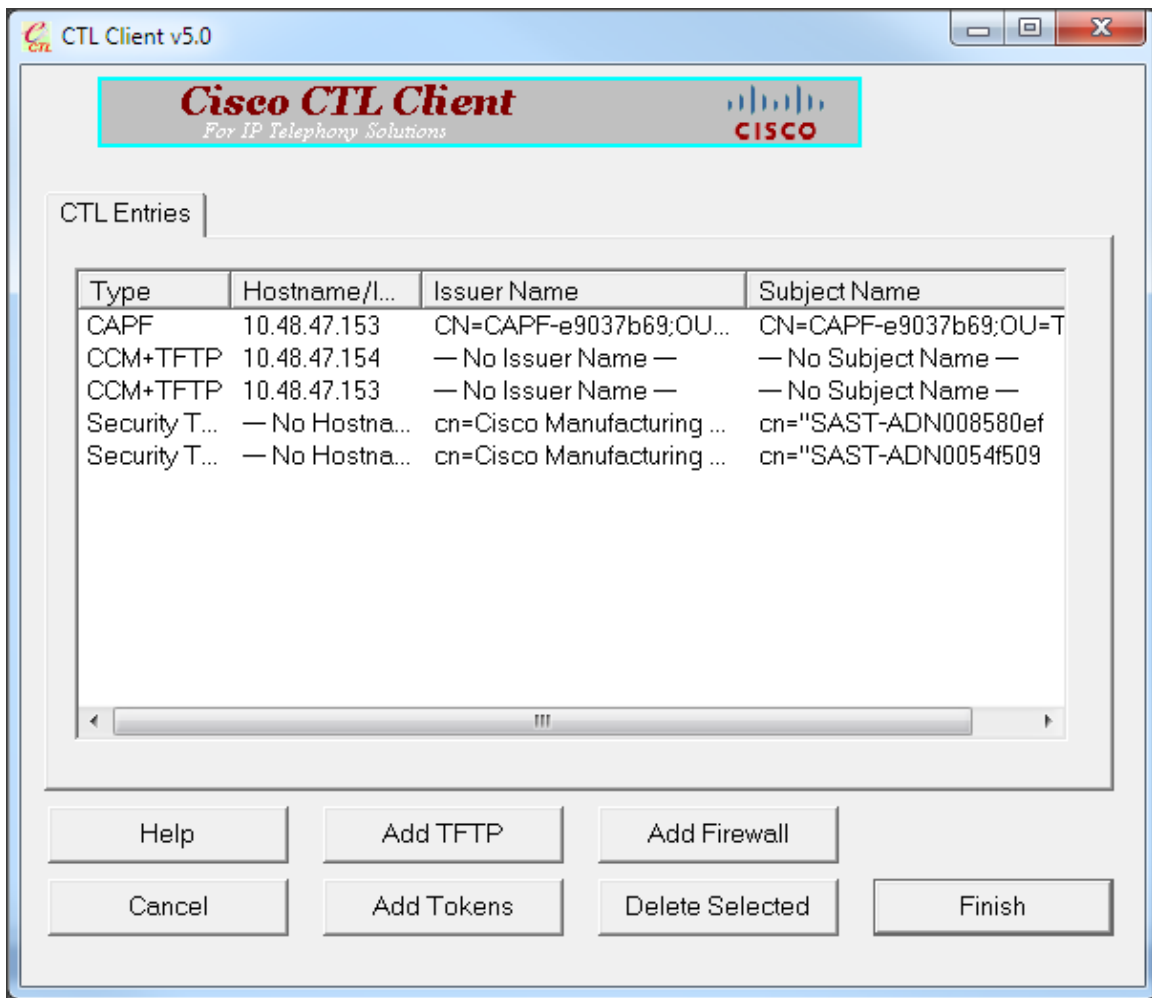 CTL Client v5.0
Cisco CTL Client
For IP Telephony Solutions
CISCO
CTL Entries
Type Hostname/I... Issuer Name Subject Name
CAPF 10.48.47.153 CN=CAPF-e9037b69;OU... CN=CAPF-e9037b69;OU=T
CCM+TFTP 10.48.47.154 — No Issuer Name — — No Subject Name —
CCM+TFTP 10.48.47.153 — No Issuer Name — — No Subject Name —
Security T... — No Hostna... cn=Cisco Manufacturing ... cn="SAST-ADN008580ef
Security T... — No Hostna... cn=Cisco Manufacturing ... cn="SAST-ADN0054f509
Help Add TFTP Add Firewall
Cancel Add Tokens Delete Selected Finish